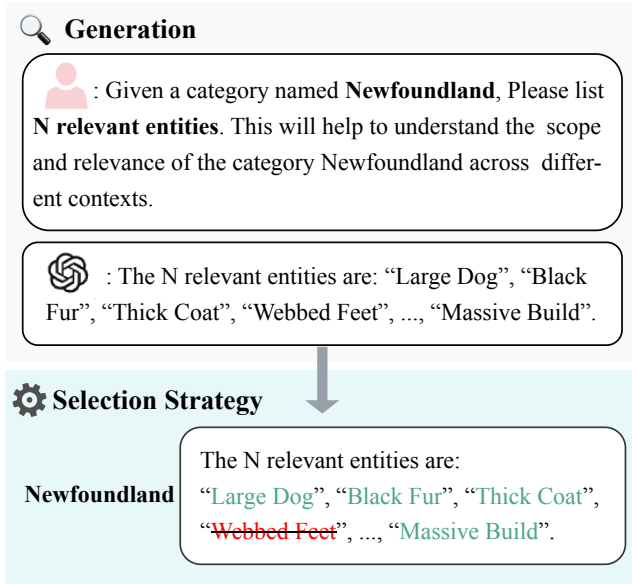 Generation
: Given a category named Newfoundland, Please list
N relevant entities. This will help to understand the scope
and relevance of the category Newfoundland across differ-
ent contexts.
: The N relevant entities are: “Large Dog”, “Black
Fur”, “Thick Coat”, “Webbed Feet”, ..., “Massive Build”.
Selection Strategy
Newfoundland
The N relevant entities are:
“Large Dog”, “Black Fur”, “Thick Coat”,
“Webbed Feet”, ..., “Massive Build”.